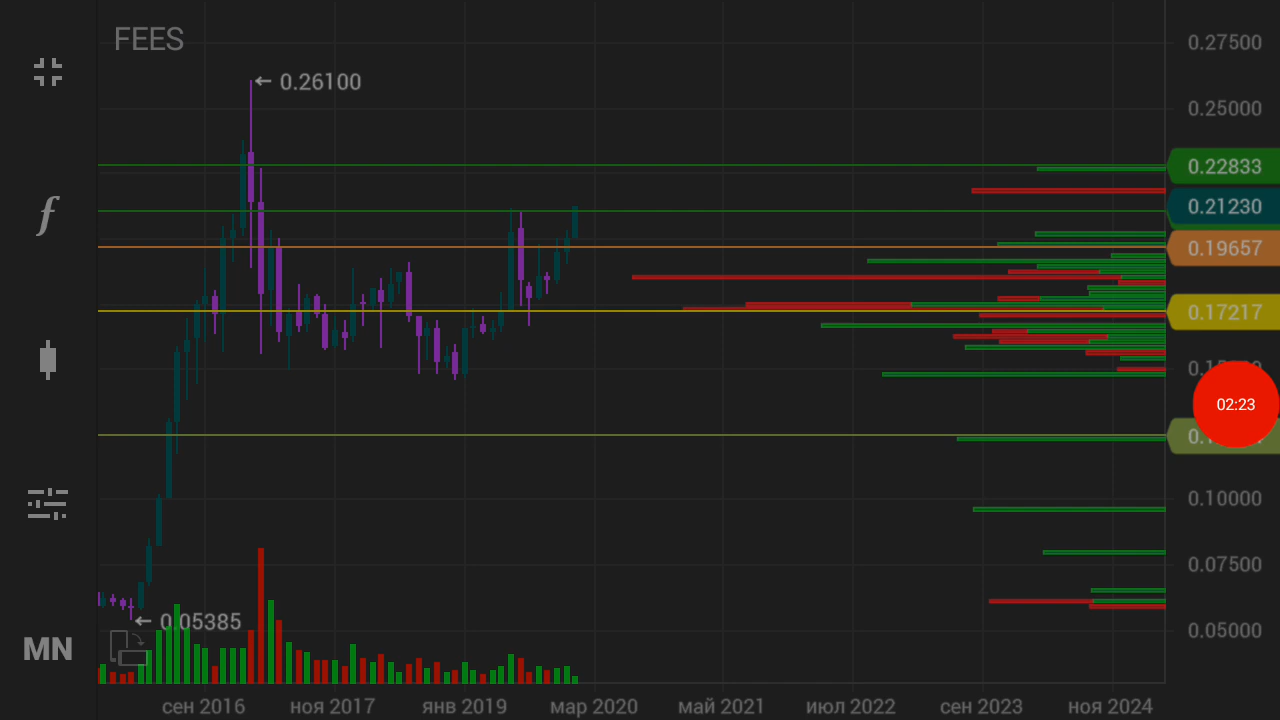 FEES
0.27500
0.26100
0.25000
0.22833
0.21230
0.19657
0.17217
02:23
0.10000
0.07500
0.05385
0.05000
MN
сен 2016
ноя 2017
янв 2019
мар 2020
май 2021
июл 2022
сен 2023
ноя 2024